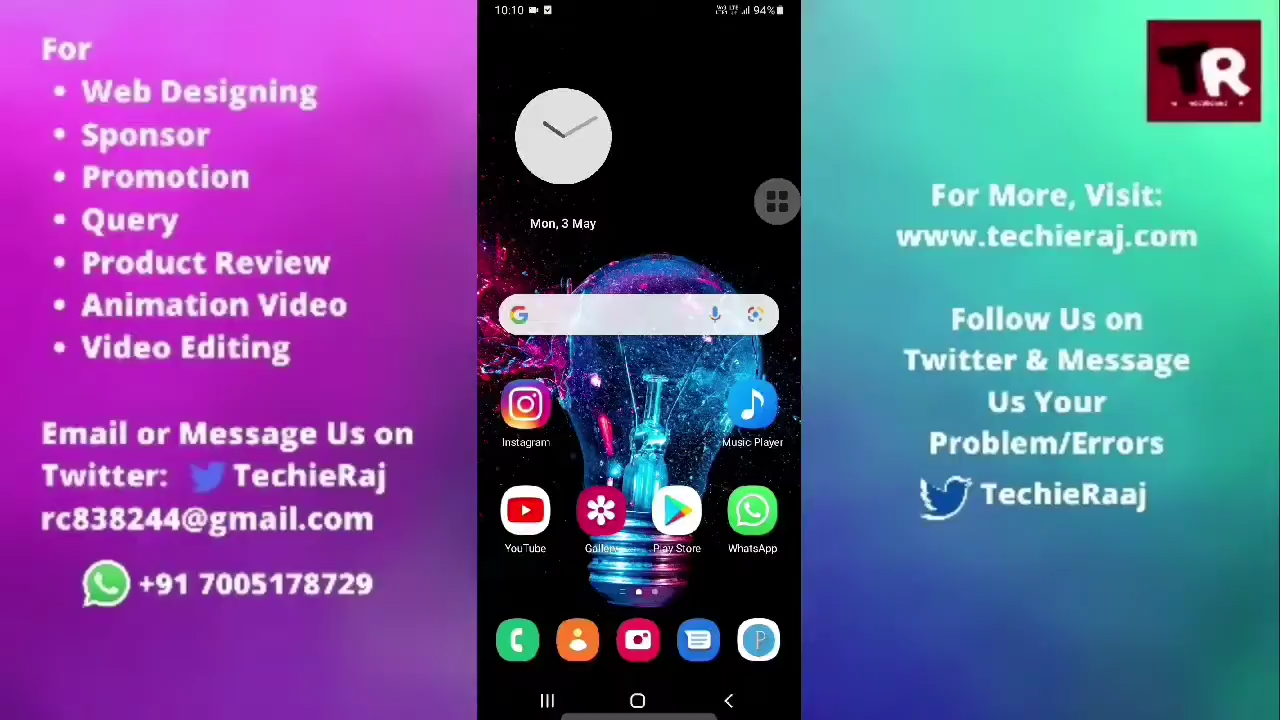 For
• Web Designing
• Sponsor
• Promotion
• Query
• Product Review
• Animation Video
• Video Editing
Email or Message Us on
Twitter: TechieRaj
rc838244@gmail.com
+91 7005178729
10.10
94%
Mon, 3 May
Instagram
Music Player
YouTube
Gallery
Play Store
WhatsApp
TR
For More, Visit:
www.techieraj.com
Follow Us on
Twitter & Message
Us Your
Problem/Errors
TechieRaaj